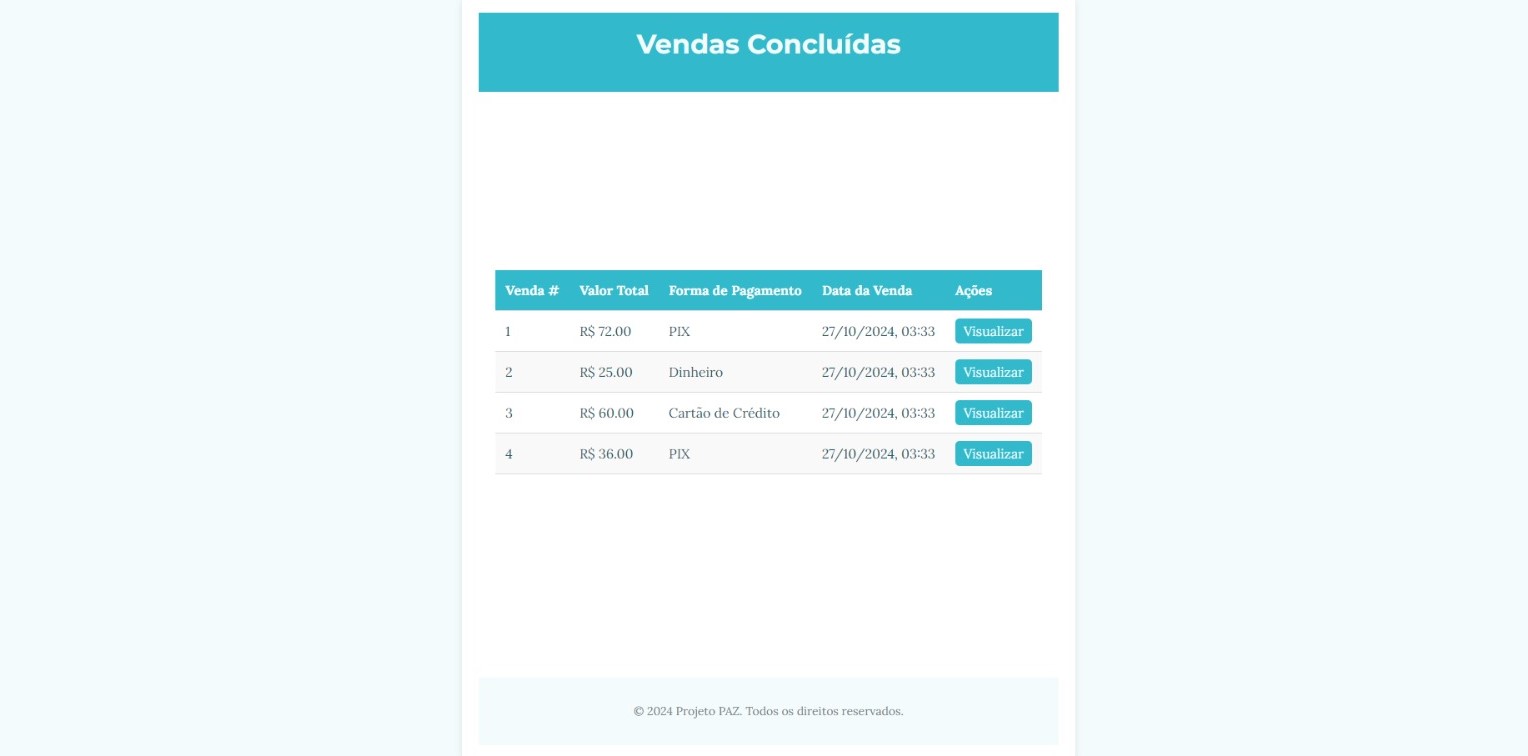 Vendas Concluídas
Venda # Valor Total Forma de Pagamento Data da Venda Ações
1 R$ 72.00 PIX 27/10/2024, 03:33 Visualizar
2 R$ 25.00 Dinheiro 27/10/2024, 03:33 Visualizar
3 R$ 60.00 Cartão de Crédito 27/10/2024, 03:33 Visualizar
4 R$ 36.00 PIX 27/10/2024, 03:33 Visualizar
© 2024 Projeto PAZ. Todos os direitos reservados.